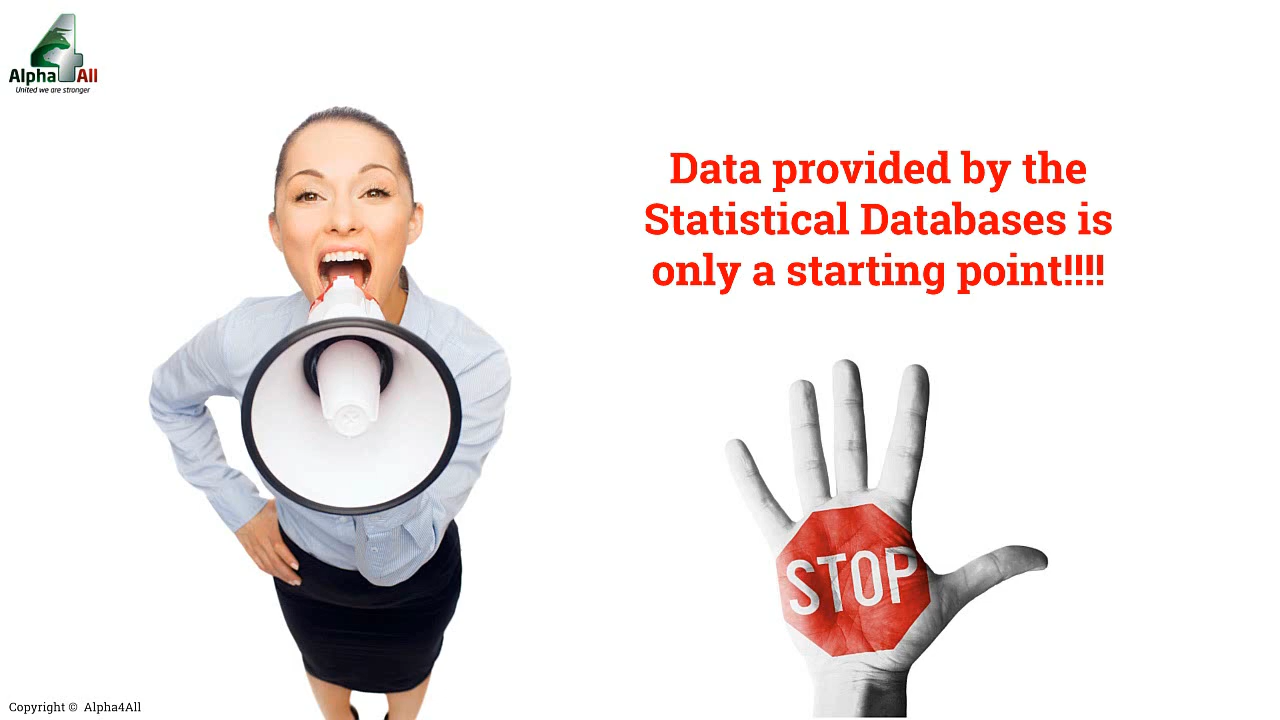 Alpha4All
United we are stronger
Data provided by the
Statistical Databases is
only a starting point!!!!
STOP
Copyright © Alpha4All